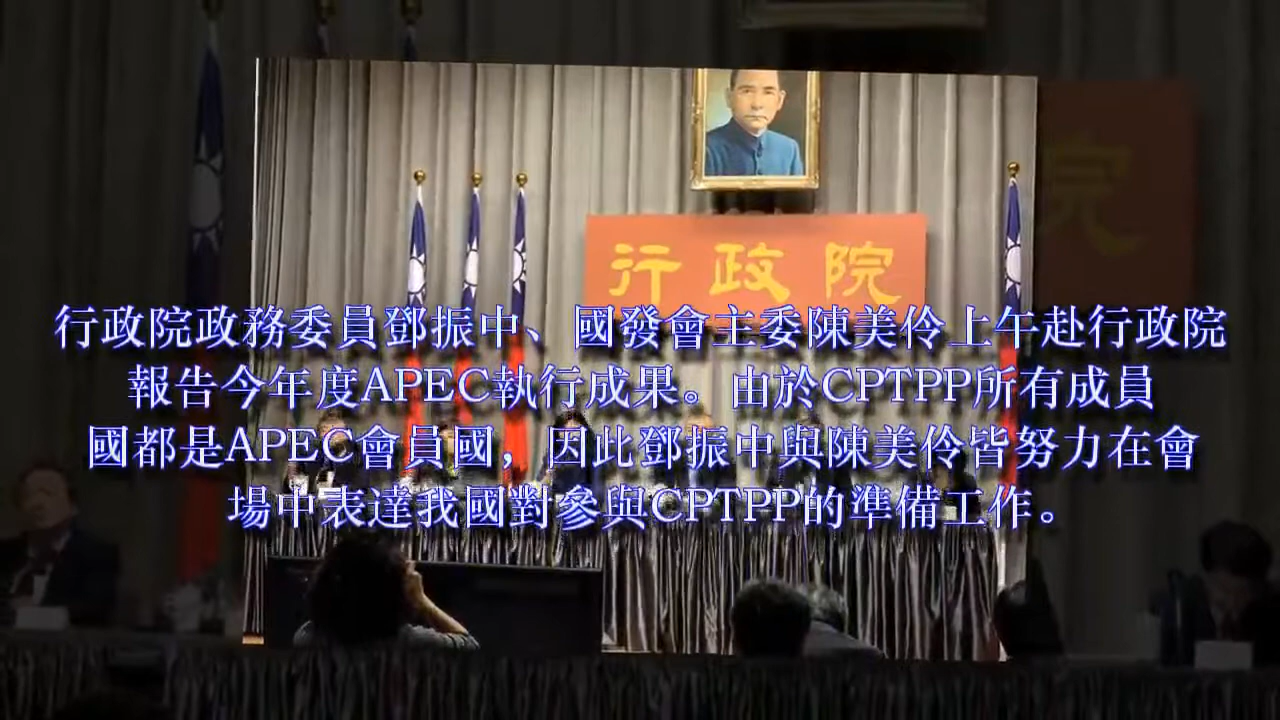 行政院
院
行政院政務委員鄧振中、國發會主委陳美伶上午赴行政院
報告今年度APEC執行成果。由於CPTPP所有成員
國都是APEC會員國，因此鄧振中與陳美伶皆努力在會
場中表達我國對參與CPTPP的準備工作。